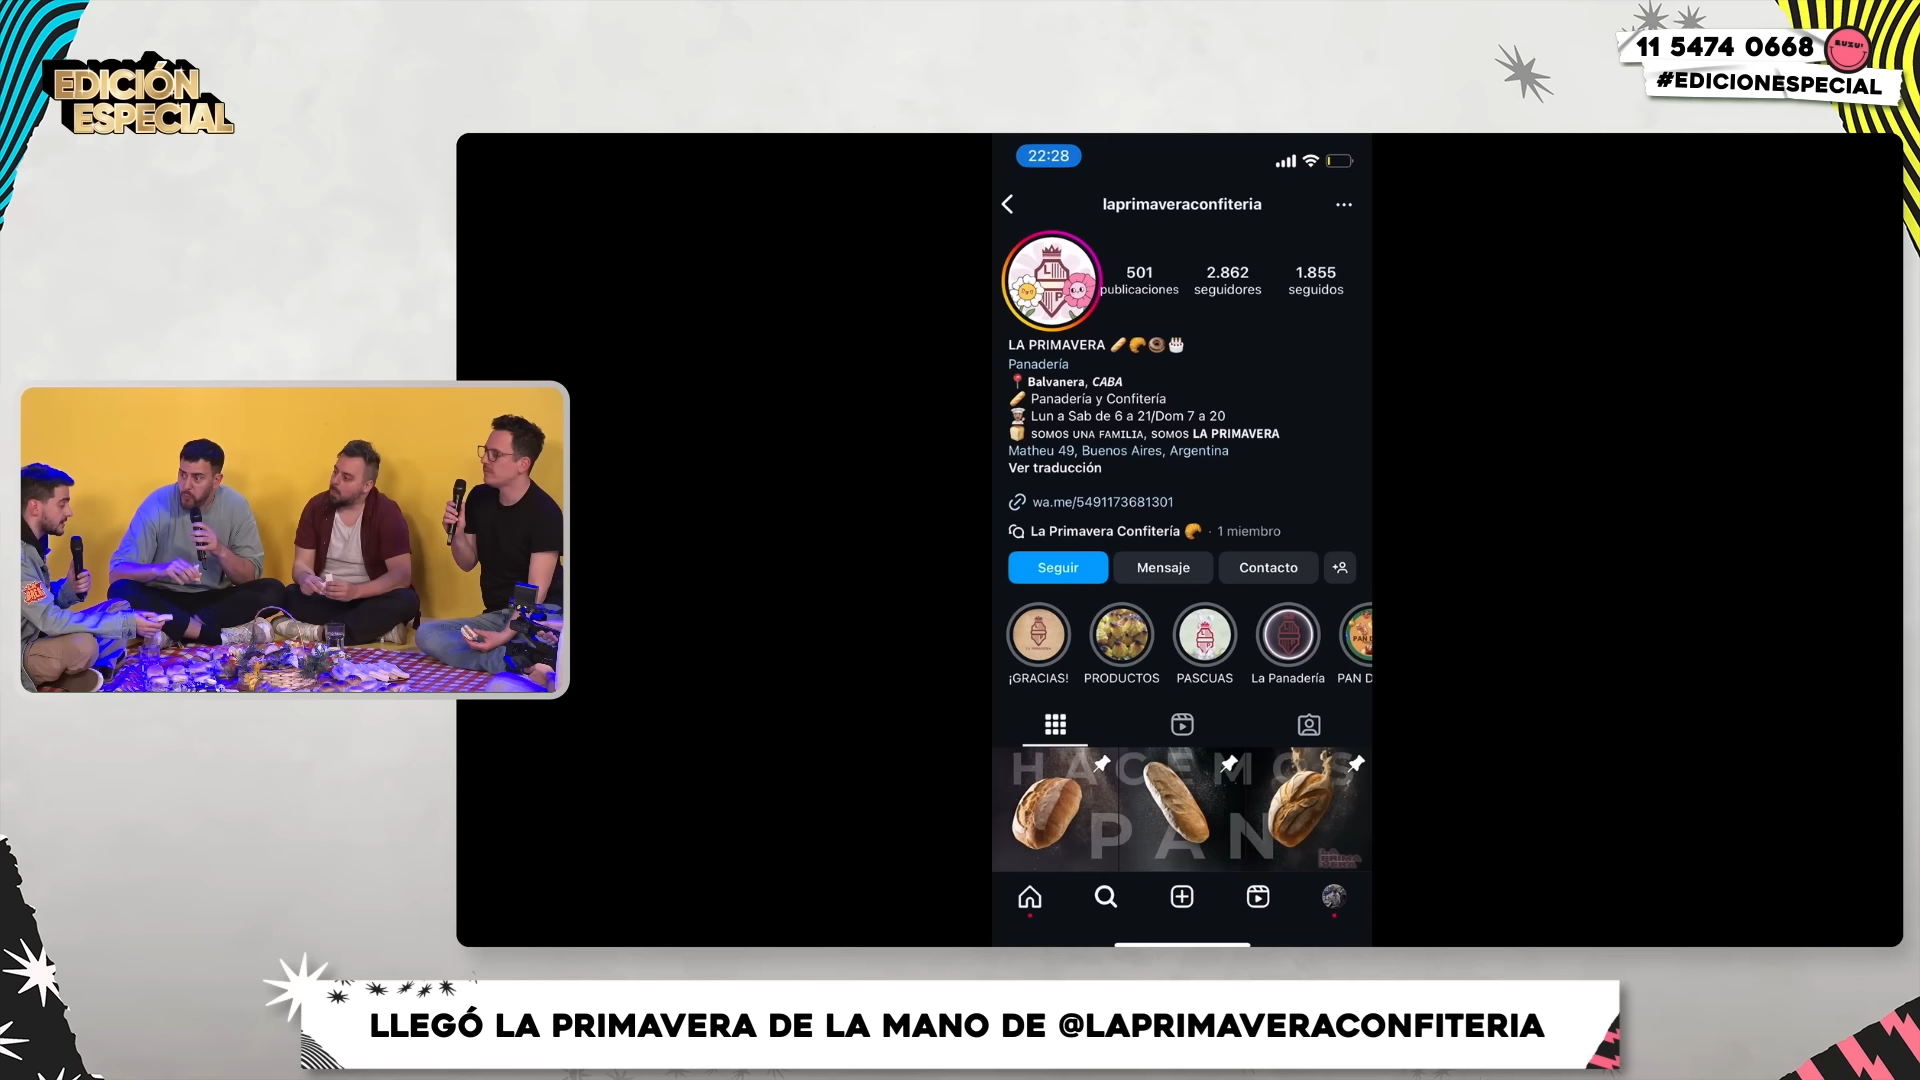 EDICIÓN
ESPECIAL
11 5474 0668
LUZU!
#EDICIONESPECIAL
22:28
laprimaveraconfiteria
501
publicaciones
2.862
seguidores
1.855
seguidos
LA PRIMAVERA 🥖🥐🍩🎂
Panadería
📍 Balvanera, CABA
🥖 Panadería y Confitería
👨🏽‍🍳 Lun a Sab de 6 a 21/Dom 7 a 20
🍞 SOMOS UNA FAMILIA, SOMOS LA PRIMAVERA
Matheu 49, Buenos Aires, Argentina
Ver traducción
wa.me/5491173681301
La Primavera Confitería 🥐 · 1 miembro
Seguir
Mensaje
Contacto
¡GRACIAS!
PRODUCTOS
PASCUAS
La Panadería
PAN D
HACEMOS
PAN
LLEGÓ LA PRIMAVERA DE LA MANO DE @LAPRIMAVERACONFITERIA